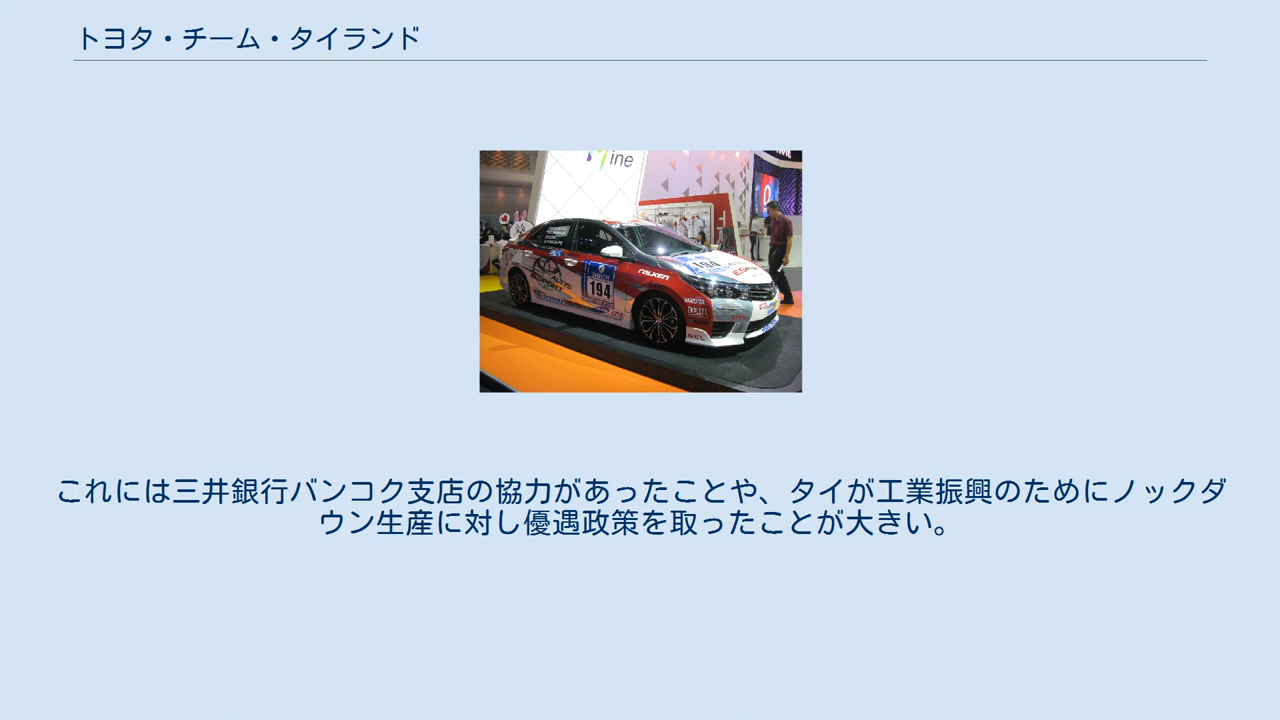 トヨタ・チーム・タイランド
ine
194
FALKEN
194
これには三井銀行バンコク支店の協力があったことや、タイが工業振興のためにノックダ
ウン生産に対し優遇政策を取ったことが大きい。